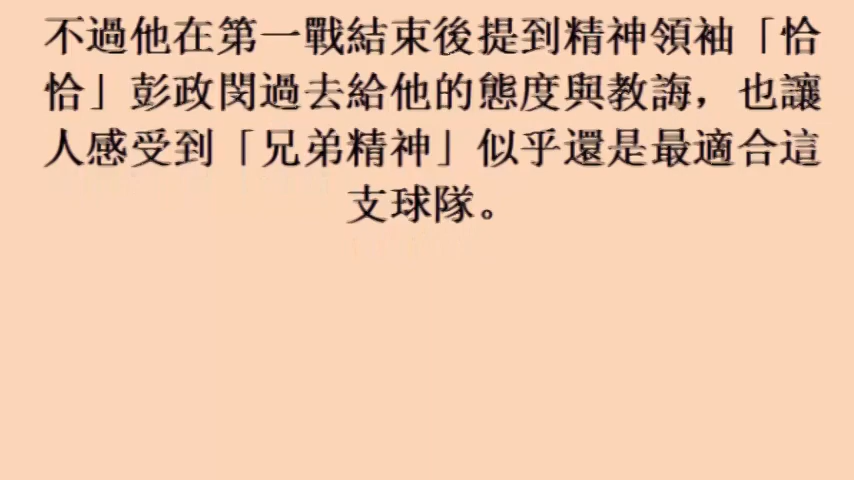 不過他在第一戰結束後提到精神領袖「恰
恰」彭政閔過去給他的態度與教誨，也讓
人感受到「兄弟精神」似乎還是最適合這
支球隊。